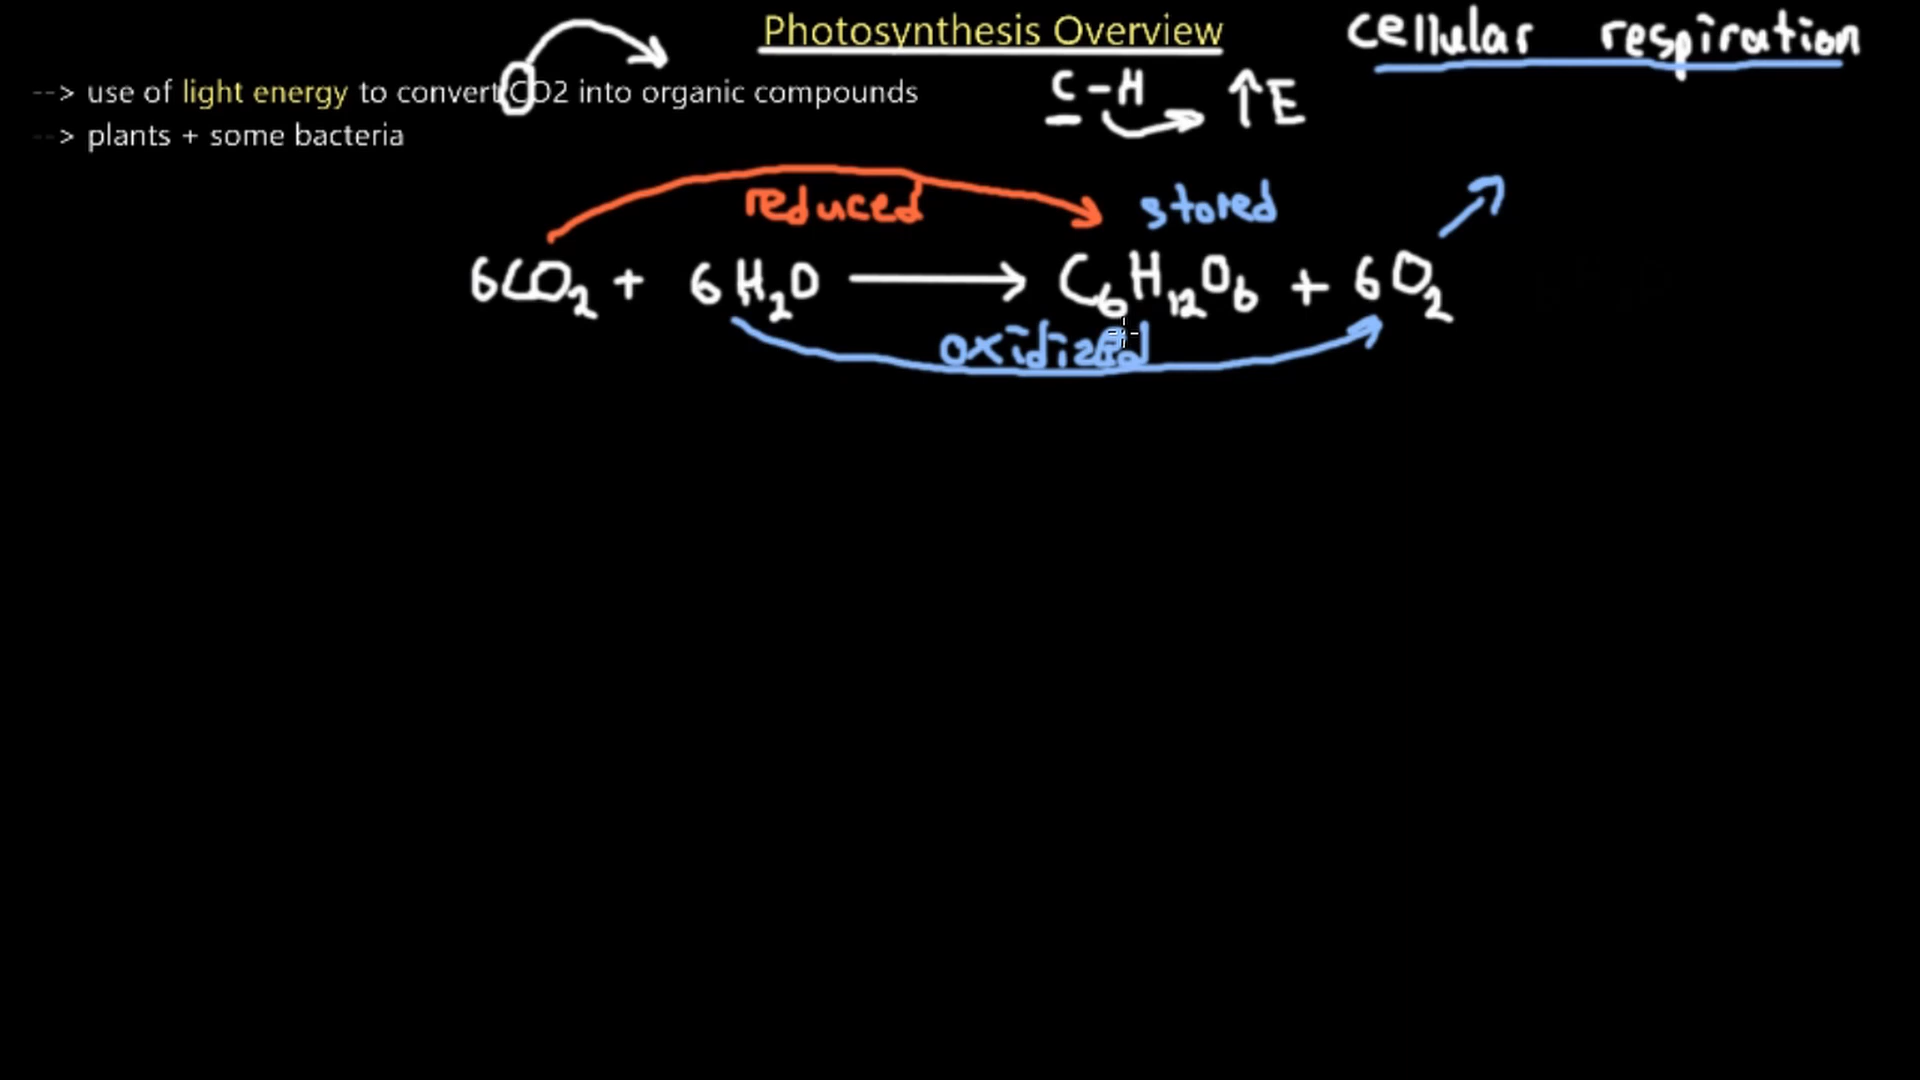 Photosynthesis Overview
cellular respiration
--> use of light energy to convert CO2 into organic compounds
C-H ↑E
--> plants + some bacteria
reduced
stored
6CO2 + 6H2O → C6H12O6 + 6O2
oxidized